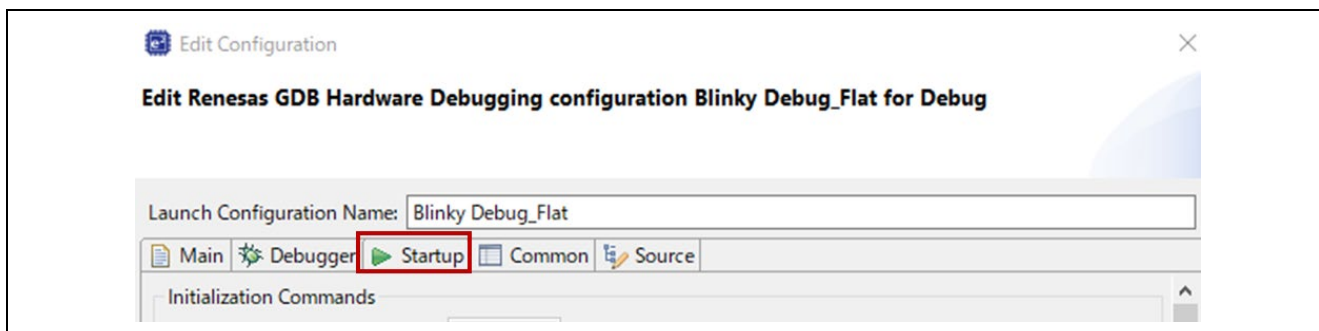 Edit Configuration
Edit Renesas GDB Hardware Debugging configuration Blinky Debug_Flat for Debug
Launch Configuration Name: Blinky Debug_Flat
Main Debugger Startup Common Source
Initialization Commands